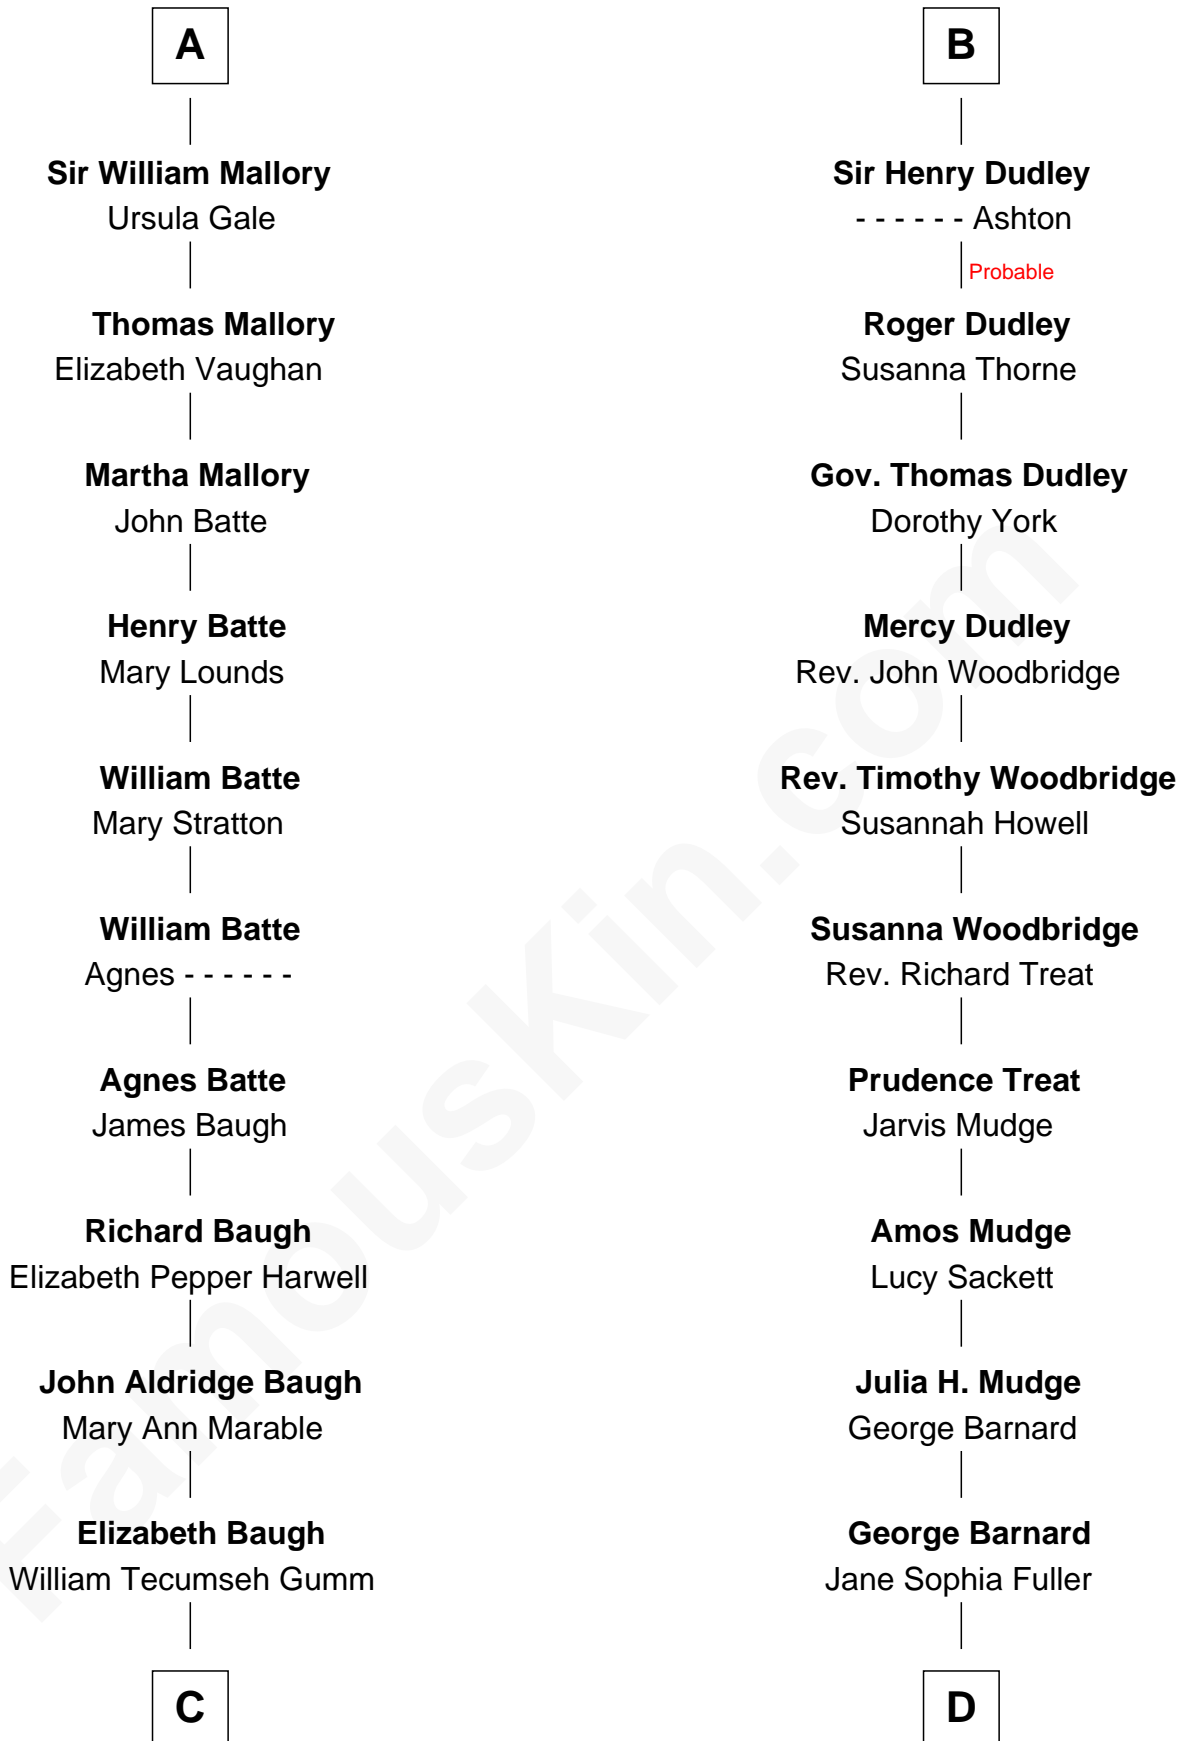 A
Sir William Mallory
Ursula Gale
Thomas Mallory
Elizabeth Vaughan
Martha Mallory
John Batte
Henry Batte
Mary Lounds
William Batte
Mary Stratton
William Batte
Agnes - - - - - -
Agnes Batte
James Baugh
Richard Baugh
Elizabeth Pepper Harwell
John Aldridge Baugh
Mary Ann Marable
Elizabeth Baugh
William Tecumseh Gumm
C
B
Sir Henry Dudley
- - - - - - Ashton
Probable
Roger Dudley
Susanna Thorne
Gov. Thomas Dudley
Dorothy York
Mercy Dudley
Rev. John Woodbridge
Rev. Timothy Woodbridge
Susannah Howell
Susanna Woodbridge
Rev. Richard Treat
Prudence Treat
Jarvis Mudge
Amos Mudge
Lucy Sackett
Julia H. Mudge
George Barnard
George Barnard
Jane Sophia Fuller
D
FamousKin.com